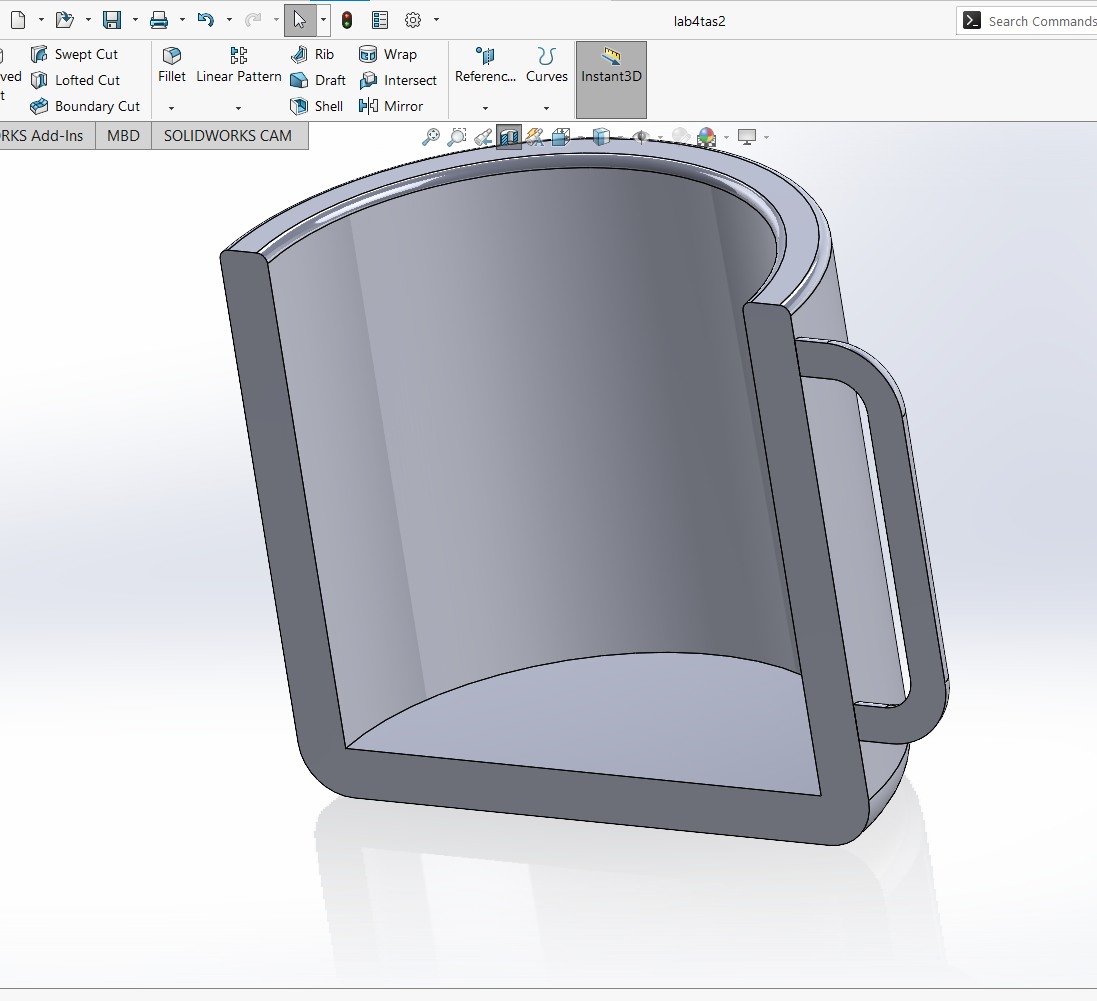 lab4tas2
Search Commands
ved
t
Swept Cut
Lofted Cut
Boundary Cut
Fillet
Linear Pattern
Rib
Draft
Shell
Wrap
Intersect
Mirror
Referenc...
Curves
Instant3D
RKS Add-Ins
MBD
SOLIDWORKS CAM